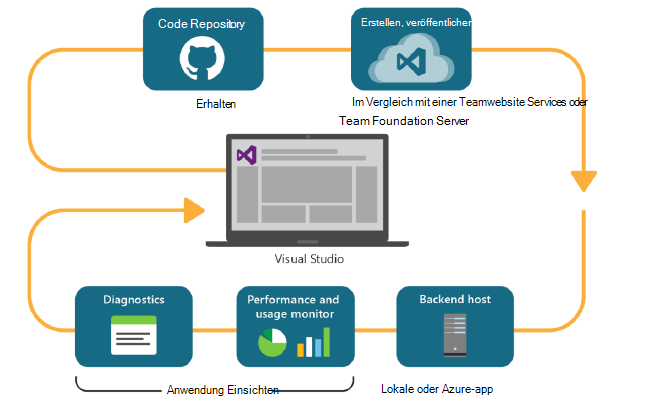 Code Repository
Erstellen, veröffentlichen
Erhalten
Im Vergleich mit einer Teamwebsite Services oder
Team Foundation Server
Visual Studio
Diagnostics
Performance and
usage monitor
Backend host
Anwendung Einsichten
Lokale oder Azure-app